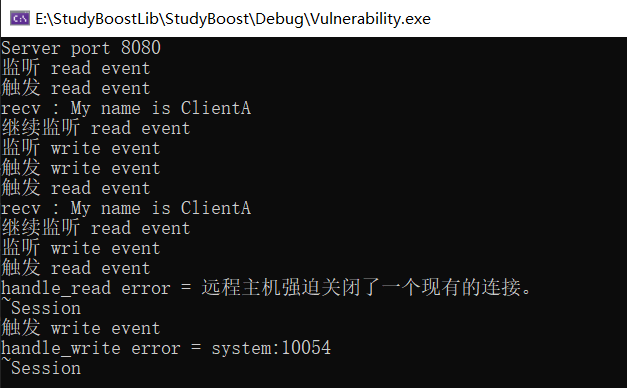 E:\StudyBoostLib\StudyBoost\Debug\Vulnerability.exe
Server port 8080
监听 read event
触发 read event
recv : My name is ClientA
继续监听 read event
监听 write event
触发 write event
触发 read event
recv : My name is ClientA
继续监听 read event
监听 write event
触发 read event
handle_read error = 远程主机强迫关闭了一个现有的连接。
~Session
触发 write event
handle_write error = system:10054
~Session